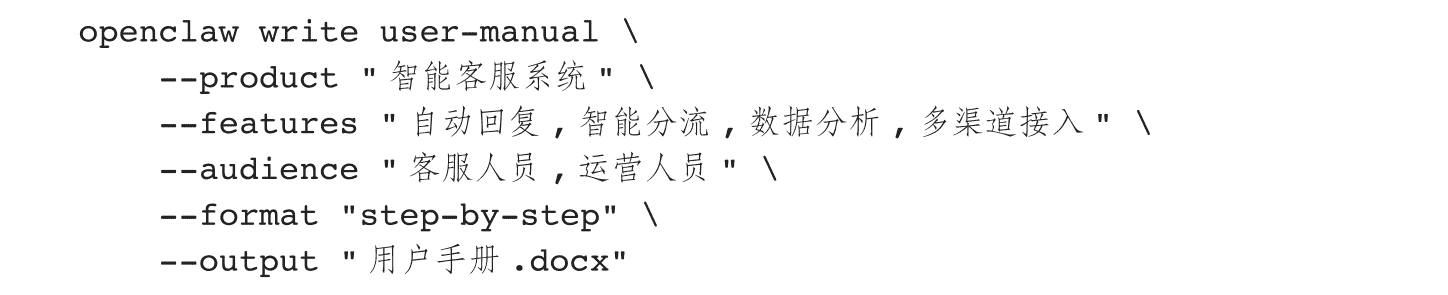 openclaw write user-manual \
--product "智能客服系统" \
--features "自动回复,智能分流,数据分析,多渠道接入" \
--audience "客服人员,运营人员" \
--format "step-by-step" \
--output "用户手册.docx"